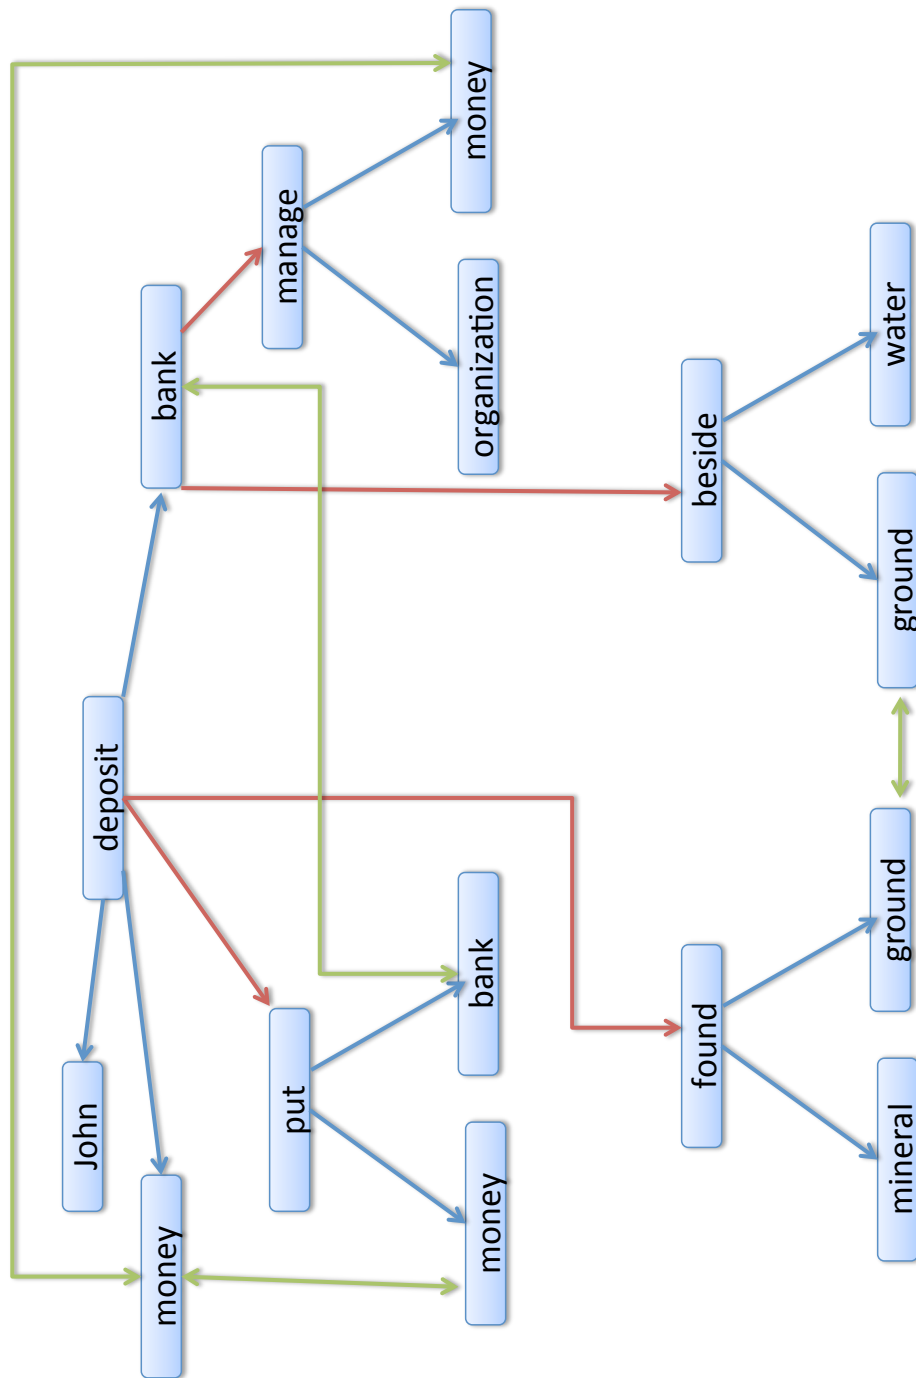 John
deposit
money
bank
put
manage
money
bank
organization
money
found
beside
mineral
ground
ground
water